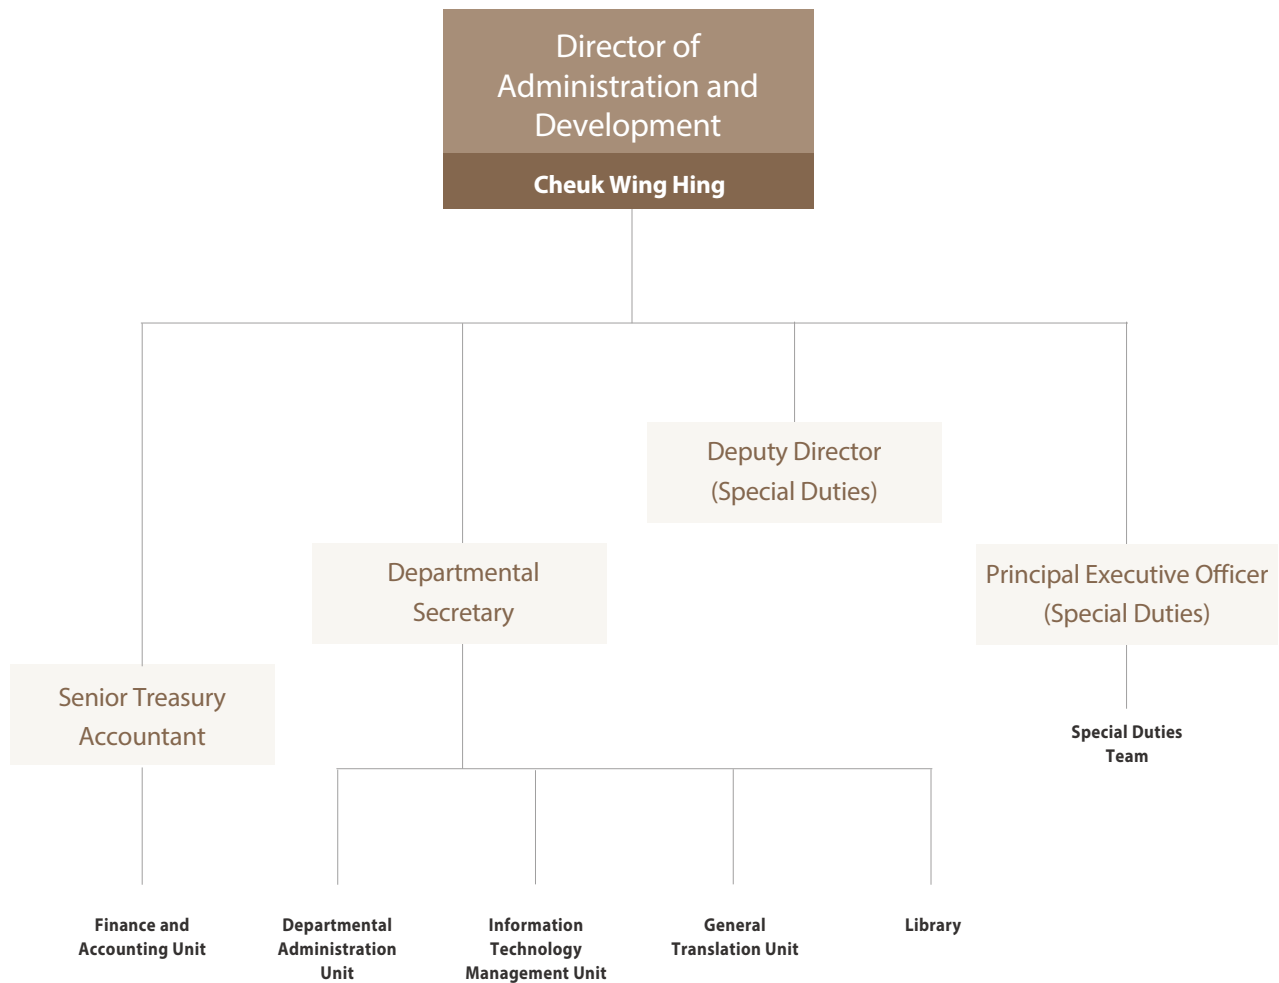 Director of
Administration and
Development
Cheuk Wing Hing
Deputy Director
(Special Duties)
Departmental
Secretary
Principal Executive Officer
(Special Duties)
Senior Treasury
Accountant
Special Duties
Team
Finance and
Accounting Unit
Departmental
Administration
Unit
Information
Technology
Management Unit
General
Translation Unit
Library